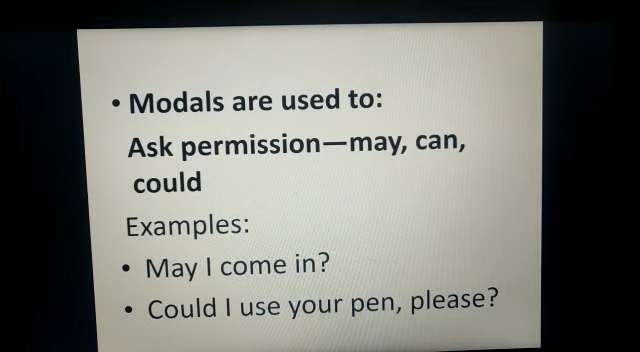 • Modals are used to:
Ask permission—may, can,
could
Examples:
• May I come in?
• Could I use your pen, please?